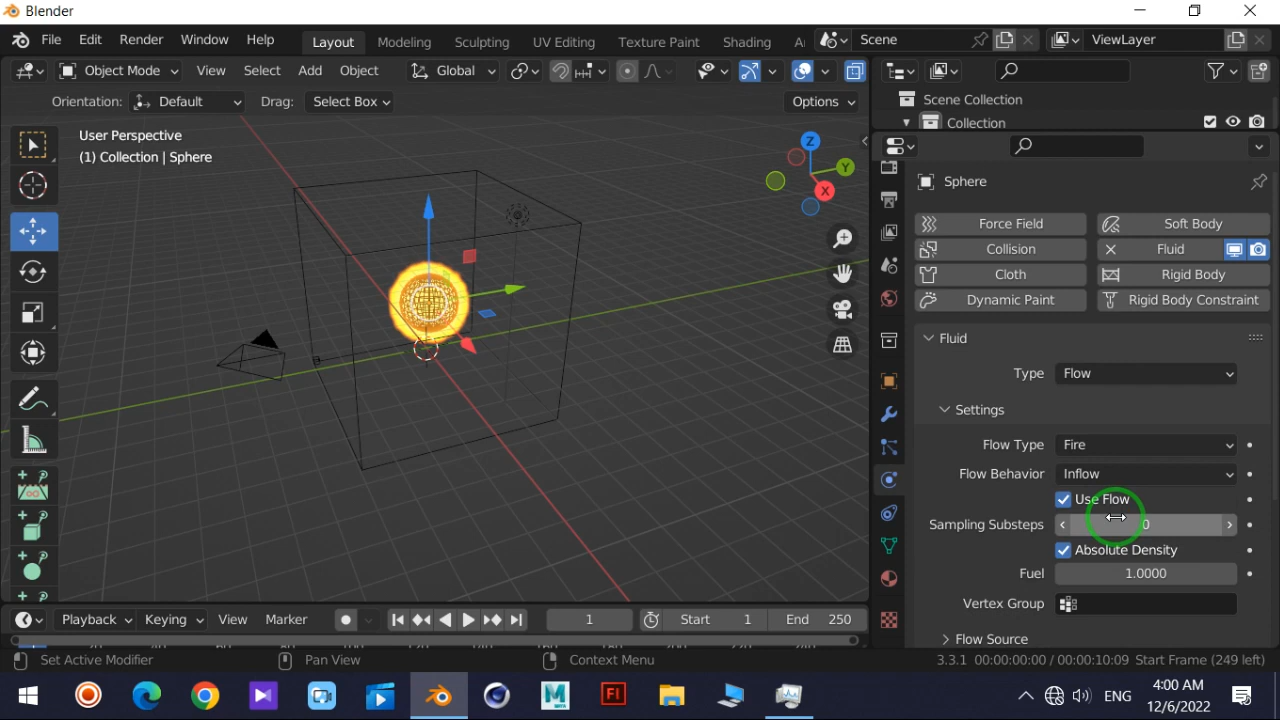 Blender
File Edit Render Window Help Layout Modeling Sculpting UV Editing Texture Paint Shading Scene ViewLayer
Object Mode View Select Add Object Global
Orientation: Default Drag: Select Box Options
User Perspective
(1) Collection | Sphere
Z
Y
X
Scene Collection
Collection
Sphere
Force Field Soft Body
Collision Fluid
Cloth Rigid Body
Dynamic Paint Rigid Body Constraint
Fluid
Type Flow
Settings
Flow Type Fire
Flow Behavior Inflow
Use Flow
Sampling Substeps 0
Absolute Density
Fuel 1.0000
Vertex Group
Flow Source
Playback Keying View Marker 1 Start 1 End 250
Set Active Modifier Pan View Context Menu 3.3.1 00:00:00:00 / 00:00:10:09 Start Frame (249 left)
ENG 4:00 AM
12/6/2022